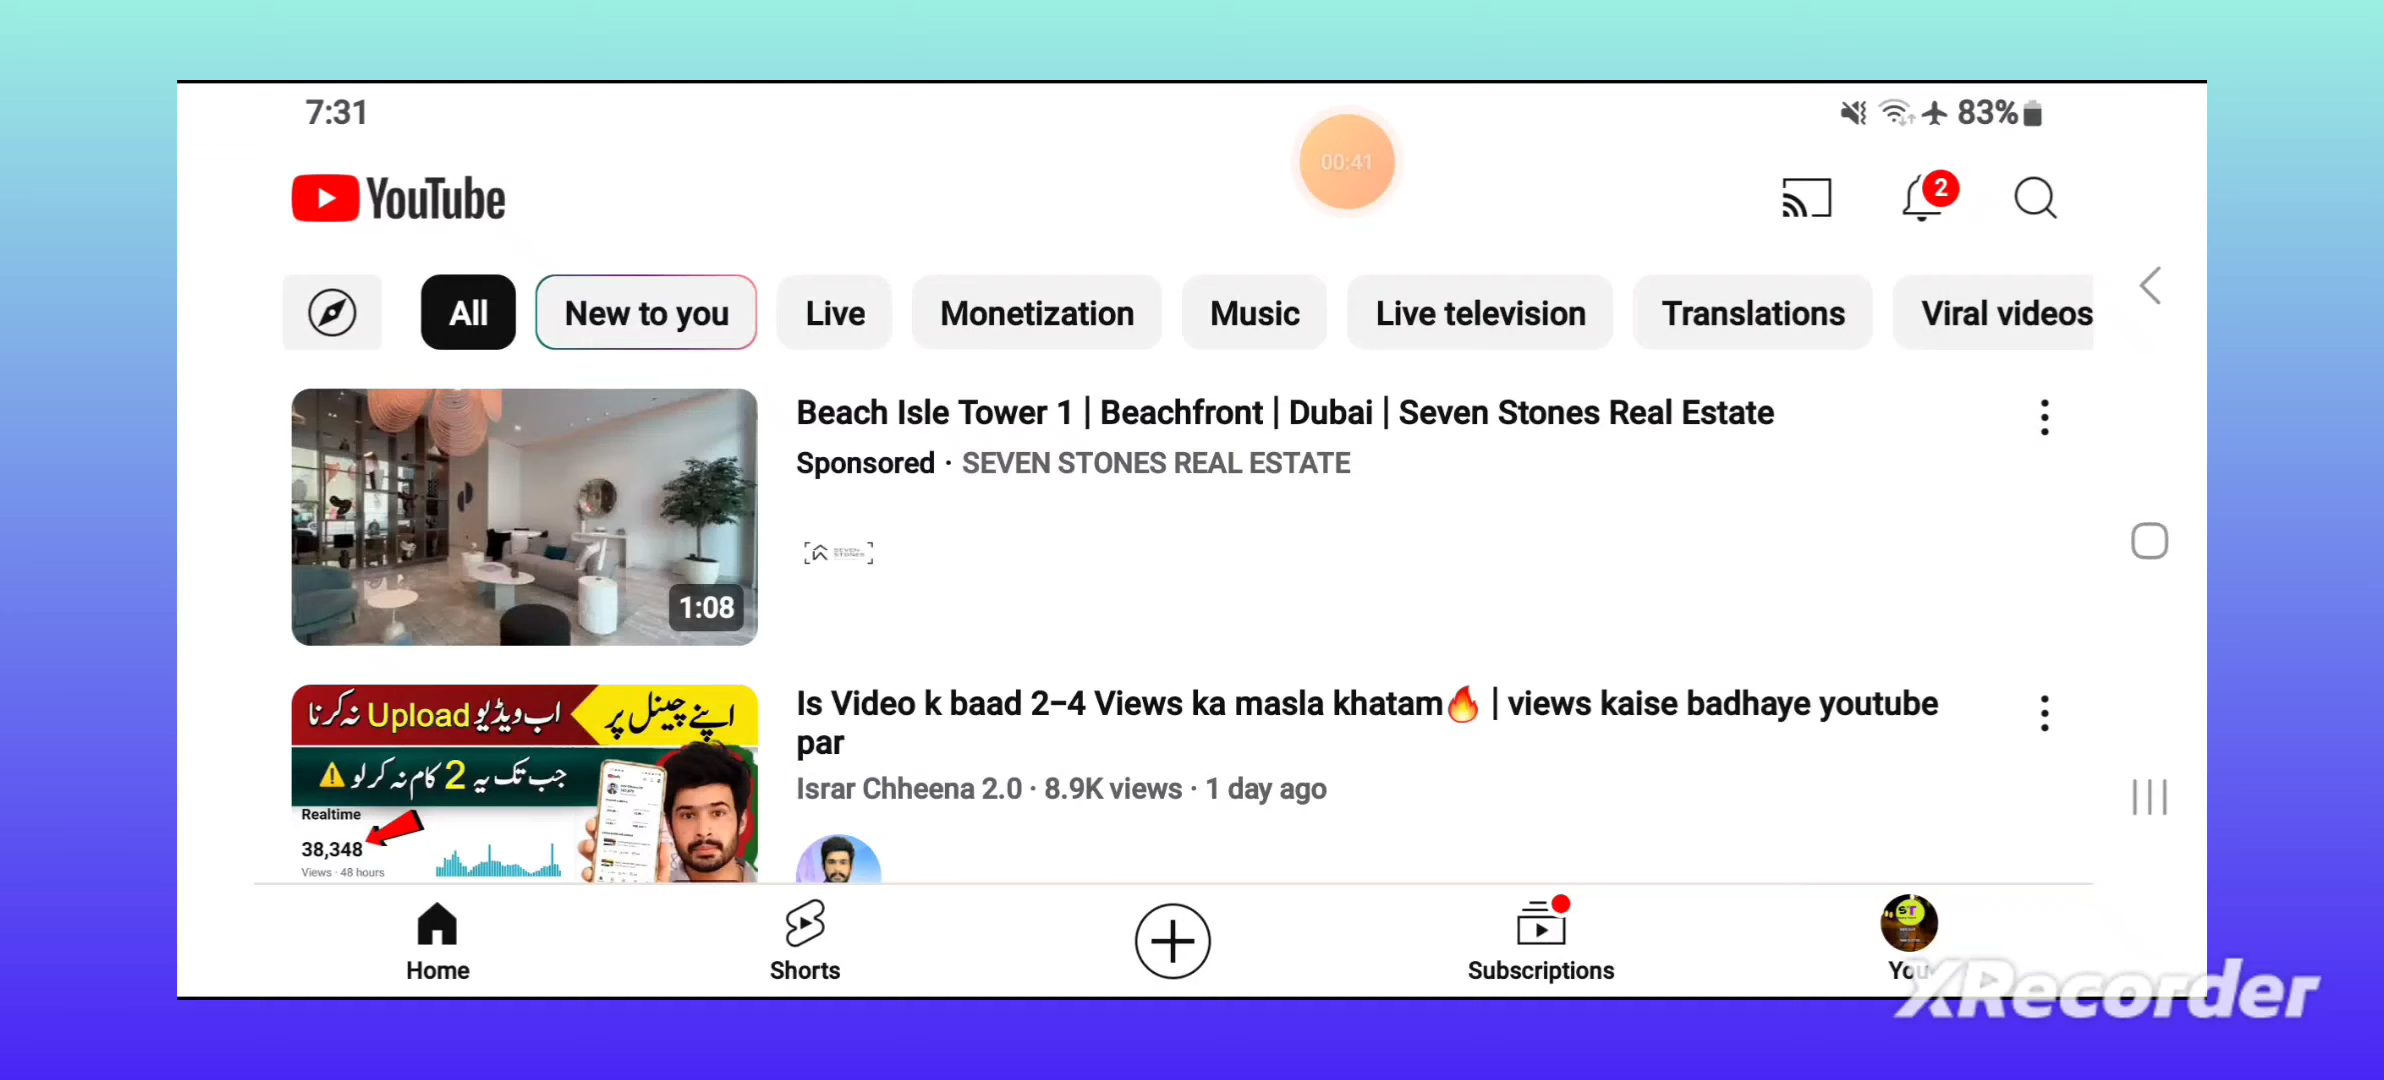 7:31
83%
00:41
YouTube
2
All
New to you
Live
Monetization
Music
Live television
Translations
Viral videos
Beach Isle Tower 1 | Beachfront | Dubai | Seven Stones Real Estate
Sponsored · SEVEN STONES REAL ESTATE
SEVEN STONES
1:08
اپنے چینل پر
اب ویڈیو Upload نہ کرنا
جب تک یہ 2 کام نہ کر لو
Realtime
38,348
Views · 48 hours
Is Video k baad 2-4 Views ka masla khatam🔥 | views kaise badhaye youtube
par
Israr Chheena 2.0 · 8.9K views · 1 day ago
Home
Shorts
Subscriptions
ST
You
XRecorder